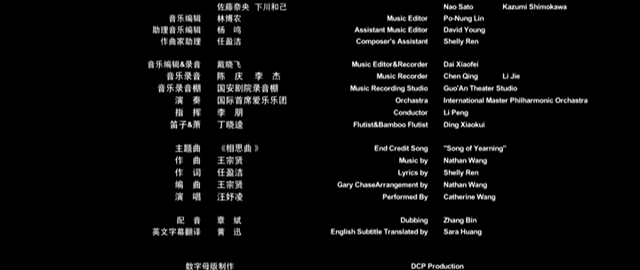 佐藤奈央 下川和己 Nao Sato Kazumi Shimokawa
音乐编辑 林博农 Music Editor Po-Nung Lin
助理音乐编辑 杨 鸣 Assistant Music Editor David Young
作曲家助理 任盈洁 Composer's Assistant Shelly Ren
音乐编辑&录音 戴晓飞 Music Editor&Recorder Dai Xiaofei
音乐录音 陈 庆 李 杰 Music Recorder Chen Qing Li Jie
音乐录音棚 国安剧院录音棚 Music Recording Studio Guo'An Theater Studio
演 奏 国际首席爱乐乐团 Orchastra International Master Philharmonic Orchastra
指 挥 李 朋 Conductor Li Peng
笛子&萧 丁晓逵 Flutist&Bamboo Flutist Ding Xiaokui
主题曲 《相思曲 》 End Credit Song "Song of Yearning"
作 曲 王宗贤 Music by Nathan Wang
作 词 任盈洁 Lyrics by Shelly Ren
编 曲 王宗贤 Gary ChaseArrangement by Nathan Wang
演 唱 汪妤凌 Performed By Catherine Wang
配 音 章 斌 Dubbing Zhang Bin
英文字幕翻译 黄 迅 English Subtitle Translated by Sara Huang
数字母版制作 DCP Production